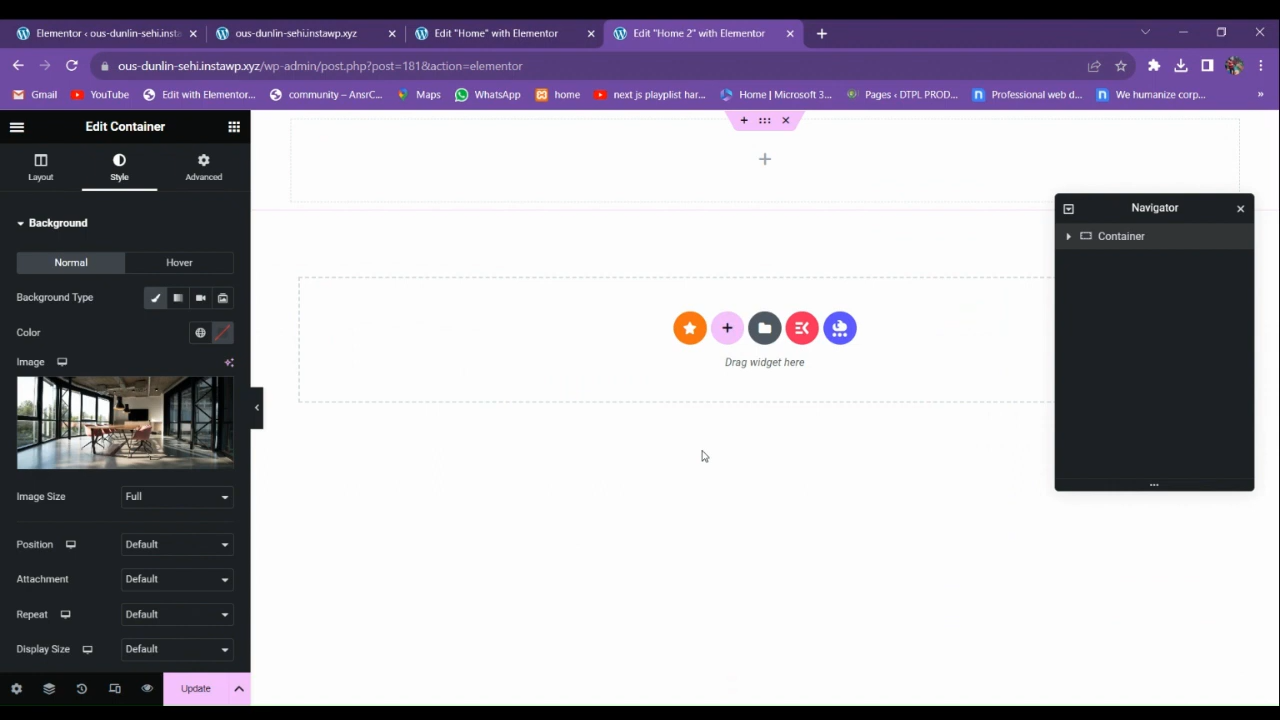 Elementor ‹ ous-dunlin-sehi.insta
ous-dunlin-sehi.instawp.xyz
Edit "Home" with Elementor
Edit "Home 2" with Elementor
ous-dunlin-sehi.instawp.xyz/wp-admin/post.php?post=181&action=elementor
Gmail
YouTube
Edit with Elementor...
community – AnsrC...
Maps
WhatsApp
home
next js playlist har...
Home | Microsoft 3...
Pages ‹ DTPL PROD...
Professional web d...
We humanize corp...
»
Edit Container
Layout
Style
Advanced
Background
Normal
Hover
Background Type
Color
Image
Image Size
Full
Position
Default
Attachment
Default
Repeat
Default
Display Size
Default
Update
Drag widget here
Navigator
Container